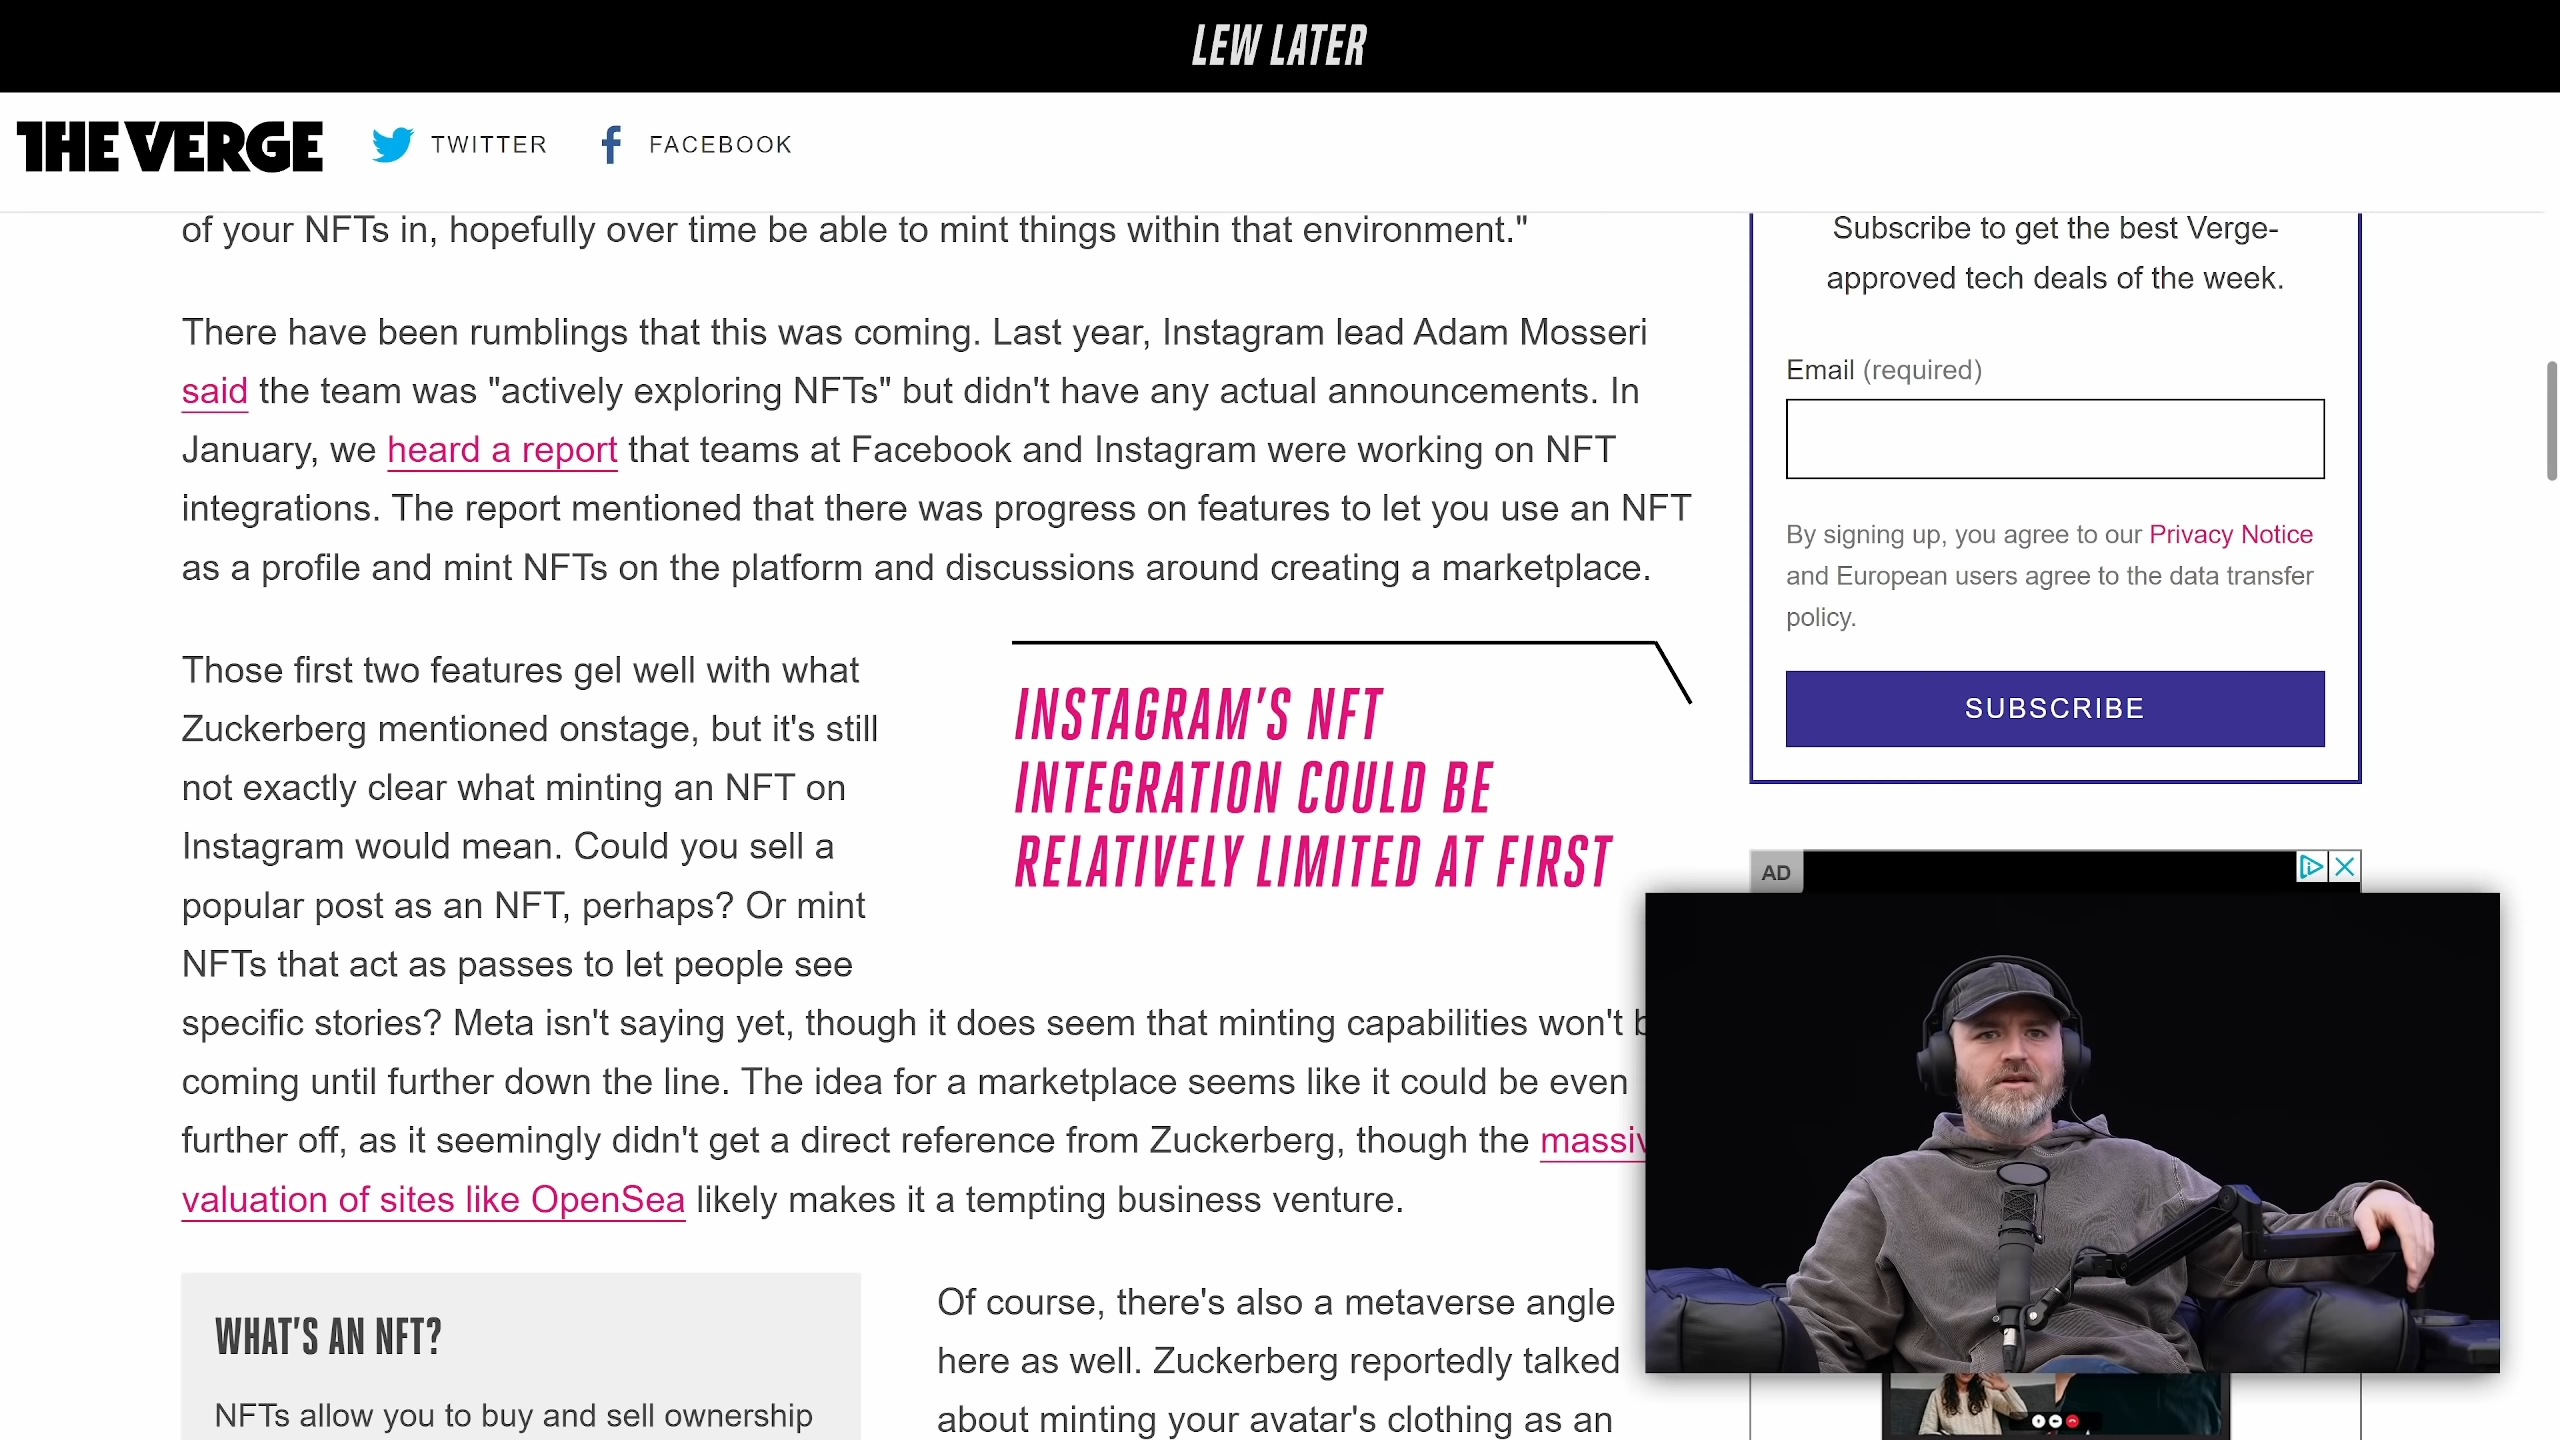 LEW LATER
THE VERGE
TWITTER
FACEBOOK
of your NFTs in, hopefully over time be able to mint things within that environment."
There have been rumblings that this was coming. Last year, Instagram lead Adam Mosseri
said the team was "actively exploring NFTs" but didn't have any actual announcements. In
January, we heard a report that teams at Facebook and Instagram were working on NFT
integrations. The report mentioned that there was progress on features to let you use an NFT
as a profile and mint NFTs on the platform and discussions around creating a marketplace.
Those first two features gel well with what
Zuckerberg mentioned onstage, but it's still
not exactly clear what minting an NFT on
Instagram would mean. Could you sell a
popular post as an NFT, perhaps? Or mint
NFTs that act as passes to let people see
specific stories? Meta isn't saying yet, though it does seem that minting capabilities won't
coming until further down the line. The idea for a marketplace seems like it could be even
further off, as it seemingly didn't get a direct reference from Zuckerberg, though the
valuation of sites like OpenSea likely makes it a tempting business venture.
INSTAGRAM'S NFT
INTEGRATION COULD BE
RELATIVELY LIMITED AT FIRST
WHAT'S AN NFT?
NFTs allow you to buy and sell ownership
Of course, there's also a metaverse angle
here as well. Zuckerberg reportedly talked
about minting your avatar's clothing as an
Subscribe to get the best Verge-
approved tech deals of the week.
Email (required)
By signing up, you agree to our Privacy Notice
and European users agree to the data transfer
policy.
SUBSCRIBE
AD